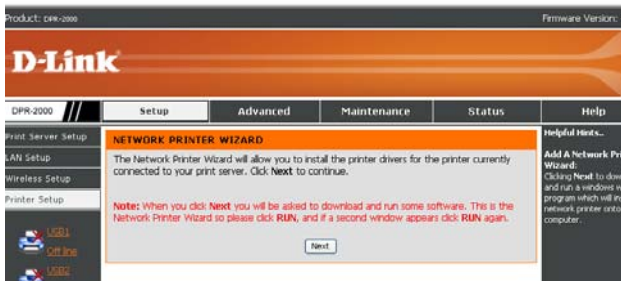 Product: DPR-2000
Firmware Version:
D-Link
DPR-2000
Setup
Advanced
Maintenance
Status
Help
Print Server Setup
LAN Setup
Wireless Setup
Printer Setup
USB1
Off line
USB2
NETWORK PRINTER WIZARD
The Network Printer Wizard will allow you to install the printer drivers for the printer currently
connected to your print server. Click Next to continue.
Note: When you click Next you will be asked to download and run some software. This is the
Network Printer Wizard so please click RUN, and if a second window appears click RUN again.
Next
Helpful Hints..
Add A Network Pri
Wizard:
Clicking Next to dow
and run a windows w
program which will in
network printer onto
computer.